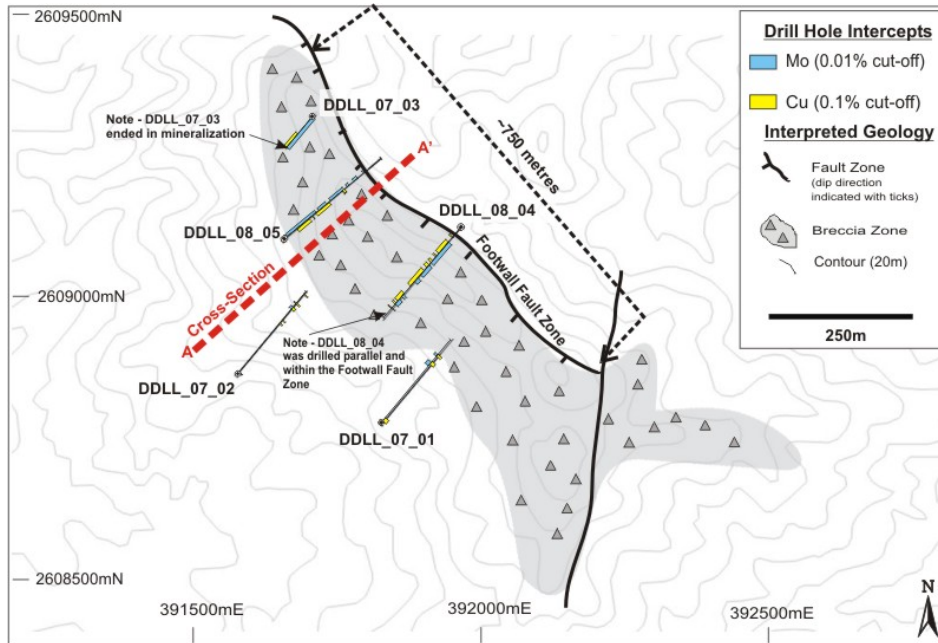 2609500mN
2609000mN
2608500mN
391500mE
392000mE
392500mE
DDLL_07_03
Note - DDLL_07_03
ended in mineralization
A'
~750 metres
DDLL_08_04
DDLL_08_05
Footwall Fault
Zone
Cross-Section
A
Note - DDLL_08_04
was drilled parallel and
within the Footwall Fault
Zone
DDLL_07_02
DDLL_07_01
Drill Hole Intercepts
Mo (0.01% cut-off)
Cu (0.1% cut-off)
Interpreted Geology
Fault Zone
(dip direction
indicated with ticks)
Breccia Zone
Contour (20m)
250m
N